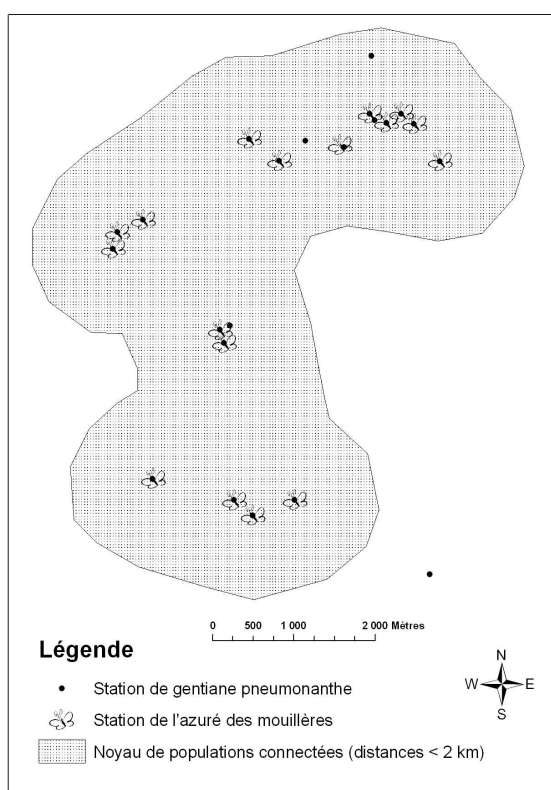 0 500 1 000 2 000 Mètres
Légende
Station de gentiane pneumonanthe
Station de l'azuré des mouillères
Noyau de populations connectées (distances < 2 km)
N
W E
S